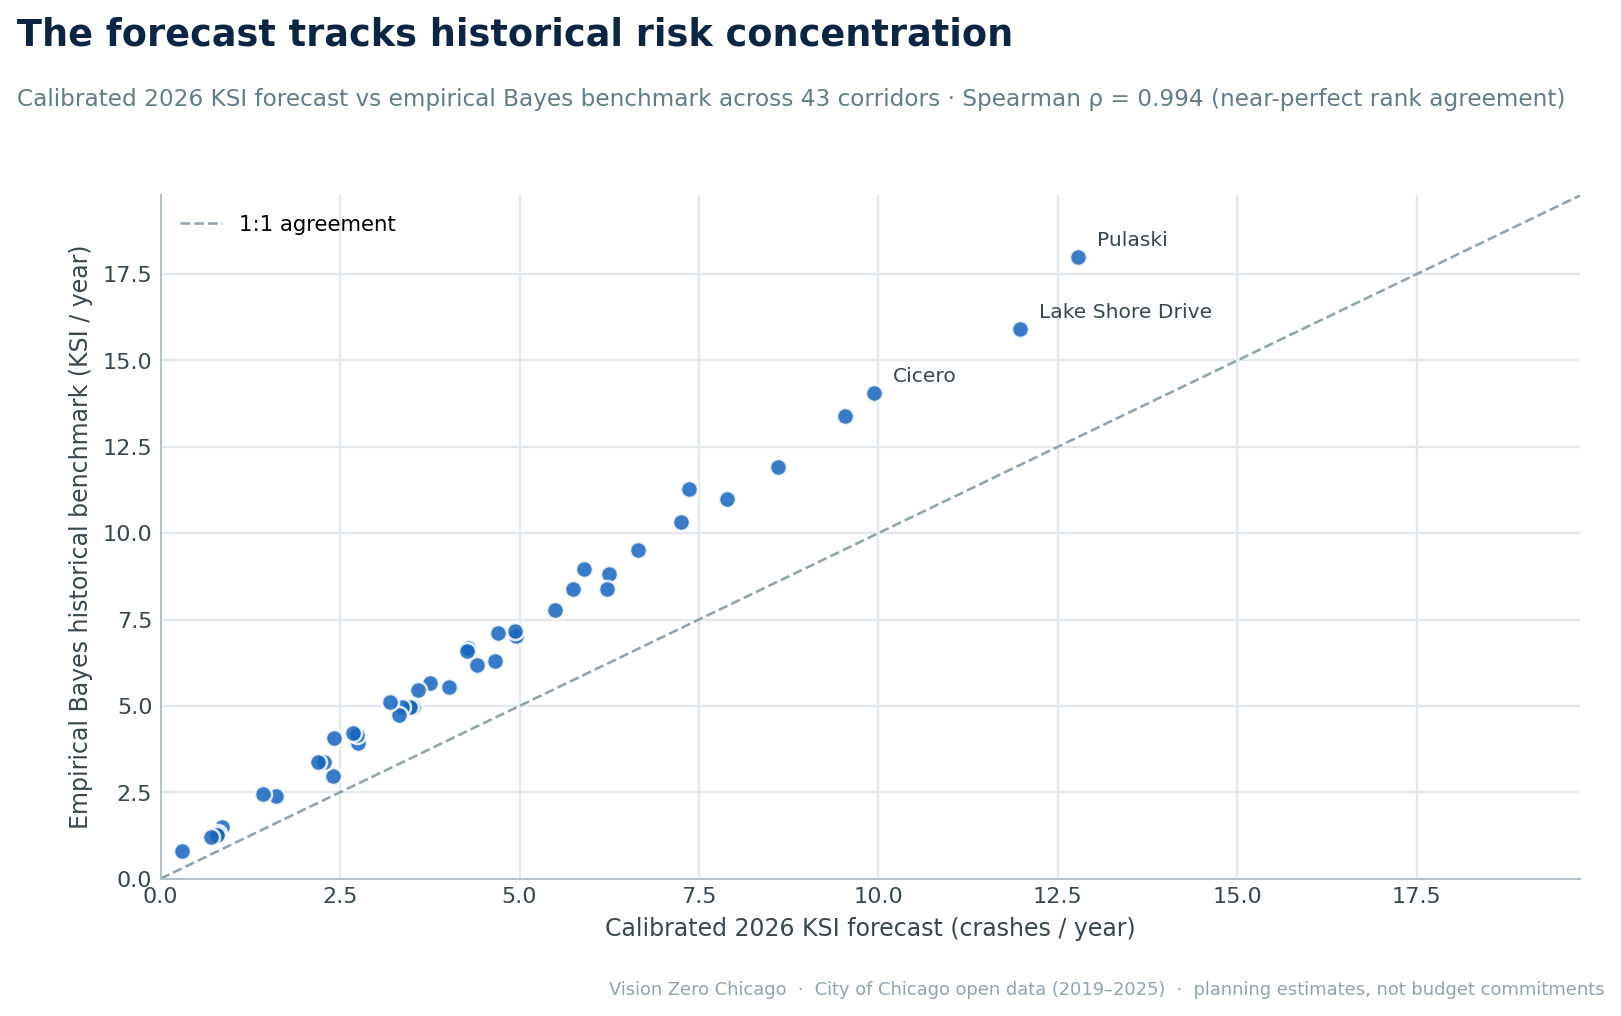 The forecast tracks historical risk concentration
Calibrated 2026 KSI forecast vs empirical Bayes benchmark across 43 corridors · Spearman ρ = 0.994 (near-perfect rank agreement)
1:1 agreement
Pulaski
Lake Shore Drive
Cicero
Empirical Bayes historical benchmark (KSI / year)
17.5
15.0
12.5
10.0
7.5
5.0
2.5
0.0
0.0 2.5 5.0 7.5 10.0 12.5 15.0 17.5
Calibrated 2026 KSI forecast (crashes / year)
Vision Zero Chicago · City of Chicago open data (2019–2025) · planning estimates, not budget commitments